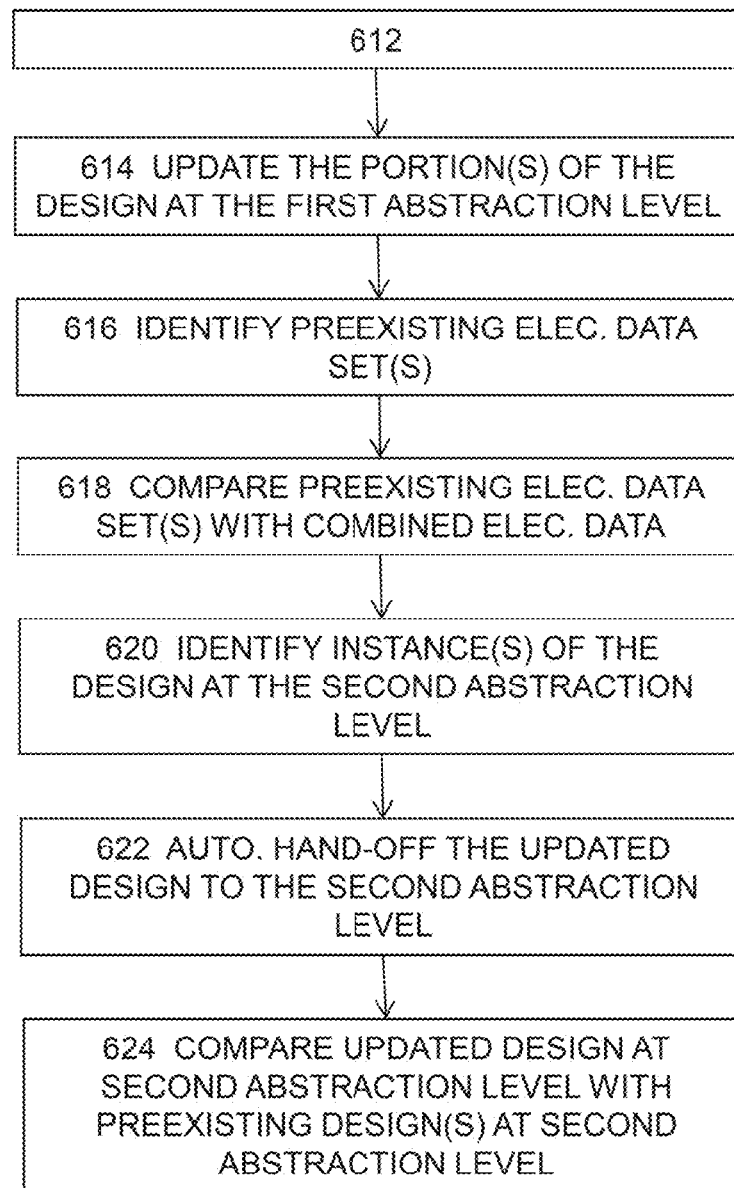 612
614 UPDATE THE PORTION(S) OF THE
DESIGN AT THE FIRST ABSTRACTION LEVEL
616 IDENTIFY PREEXISTING ELEC. DATA
SET(S)
618 COMPARE PREEXISTING ELEC. DATA
SET(S) WITH COMBINED ELEC. DATA
620 IDENTIFY INSTANCE(S) OF THE
DESIGN AT THE SECOND ABSTRACTION
LEVEL
622 AUTO. HAND-OFF THE UPDATED
DESIGN TO THE SECOND ABSTRACTION
LEVEL
624 COMPARE UPDATED DESIGN AT
SECOND ABSTRACTION LEVEL WITH
PREEXISTING DESIGN(S) AT SECOND
ABSTRACTION LEVEL